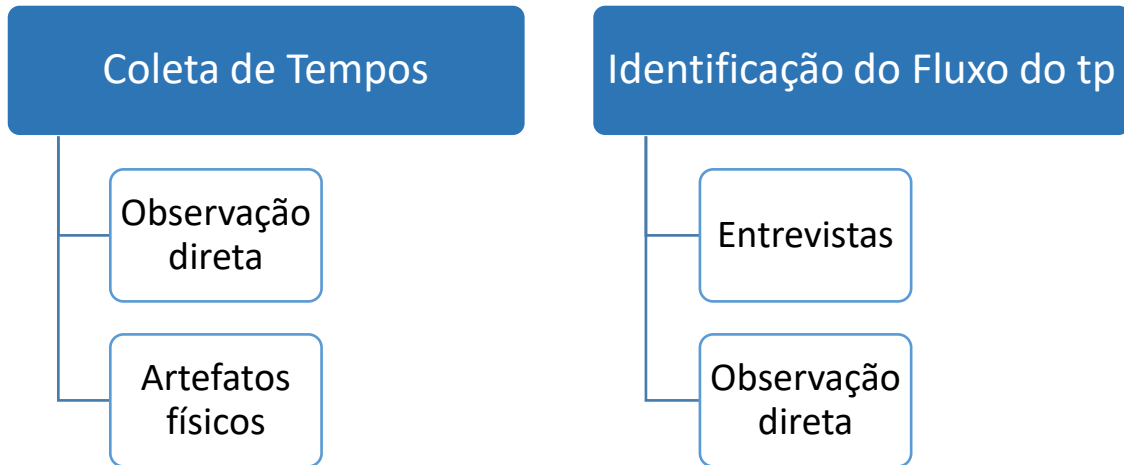 Coleta de Tempos
Observação
direta
Artefatos
físicos
Identificação do Fluxo do tp
Entrevistas
Observação
direta